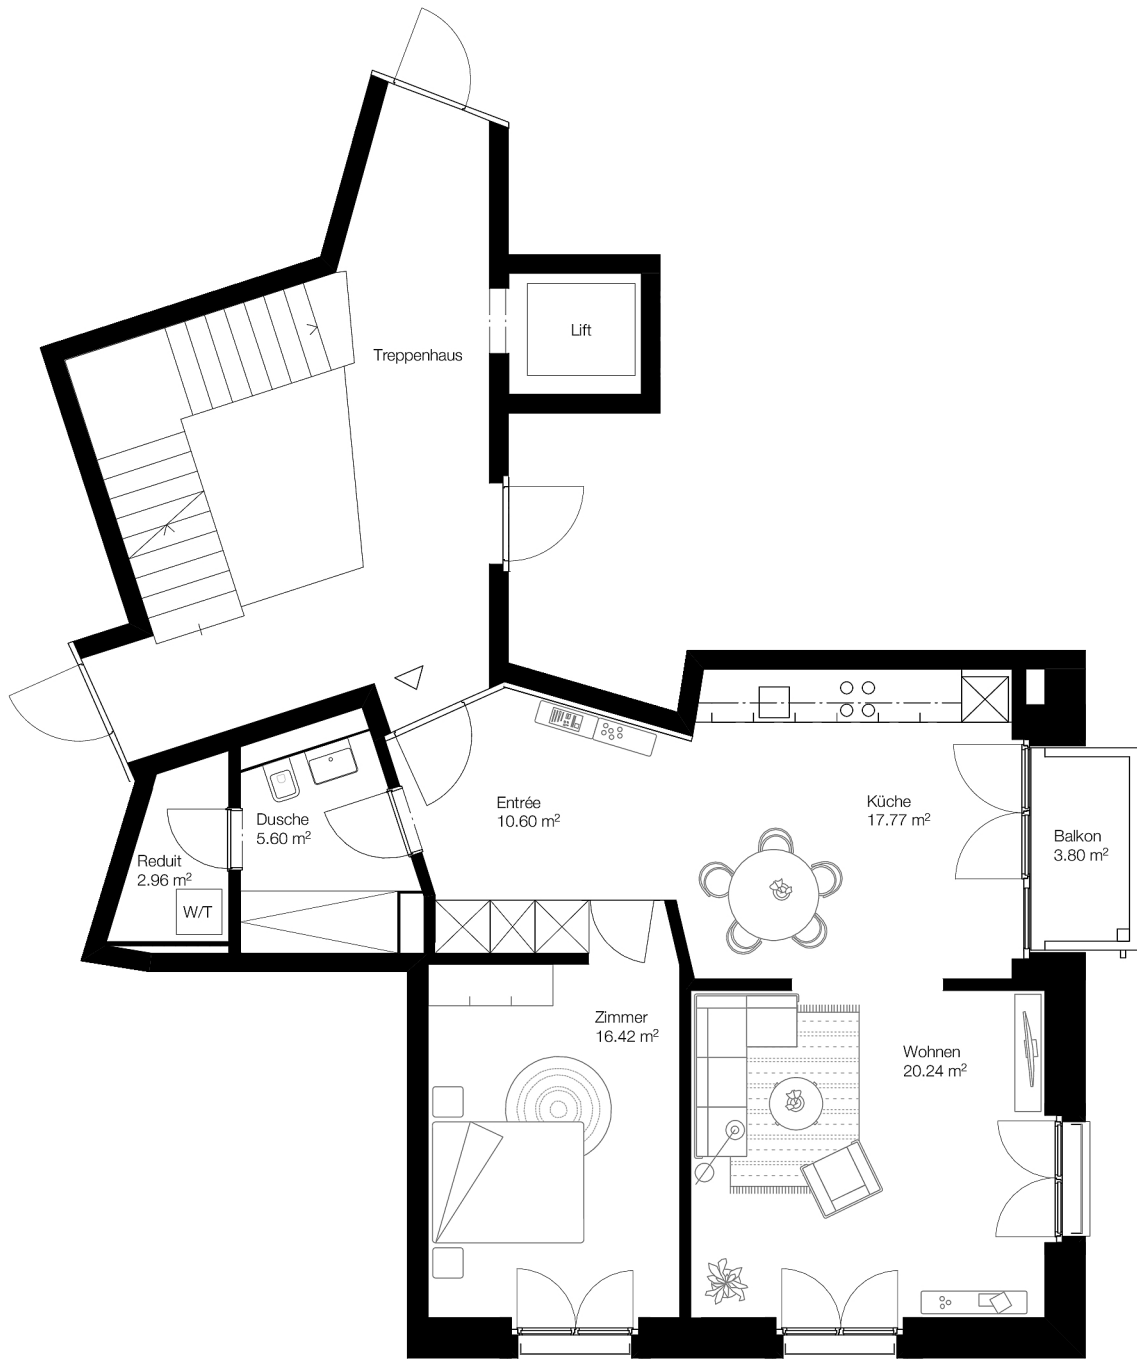 Lift
Treppenhaus
Entrée
10.60 m²
Küche
17.77 m²
Dusche
5.60 m²
Balkon
3.80 m²
Reduit
2.96 m²
W/T
Zimmer
16.42 m²
Wohnen
20.24 m²